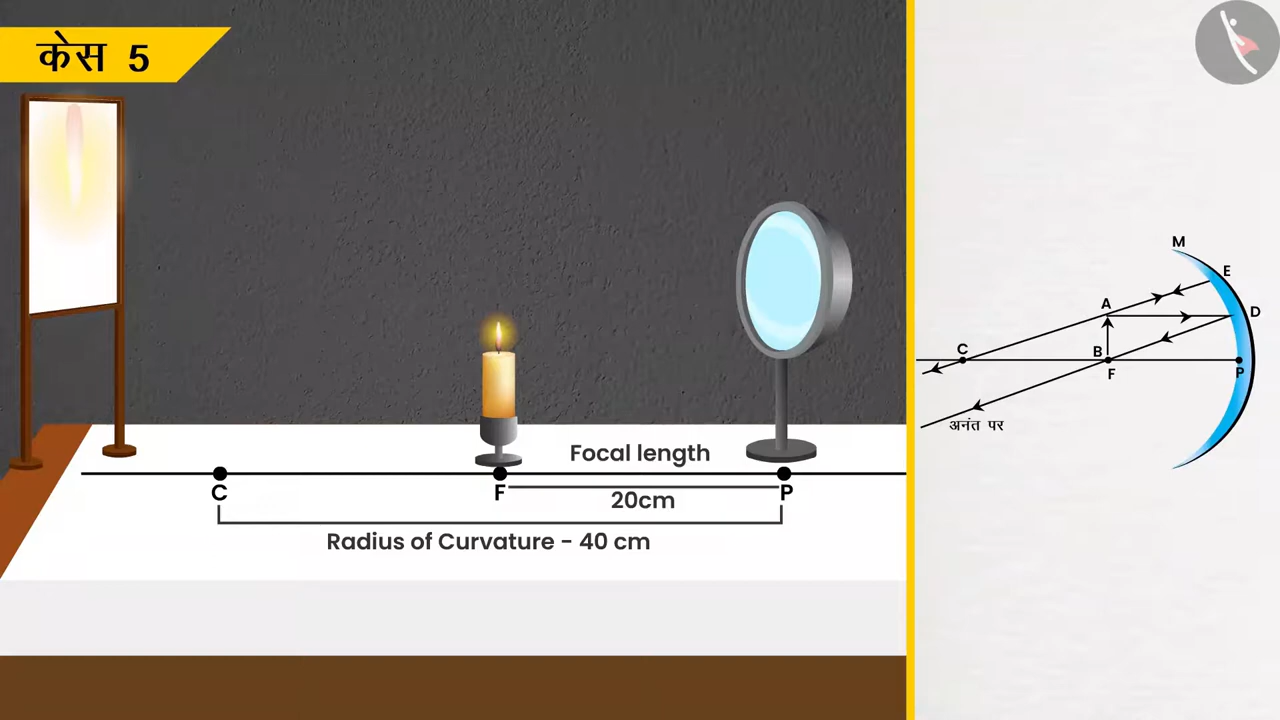 केस 5
Focal length
C
F
P
20cm
Radius of Curvature - 40 cm
M
E
A
D
C
B
F
P
अनंत पर